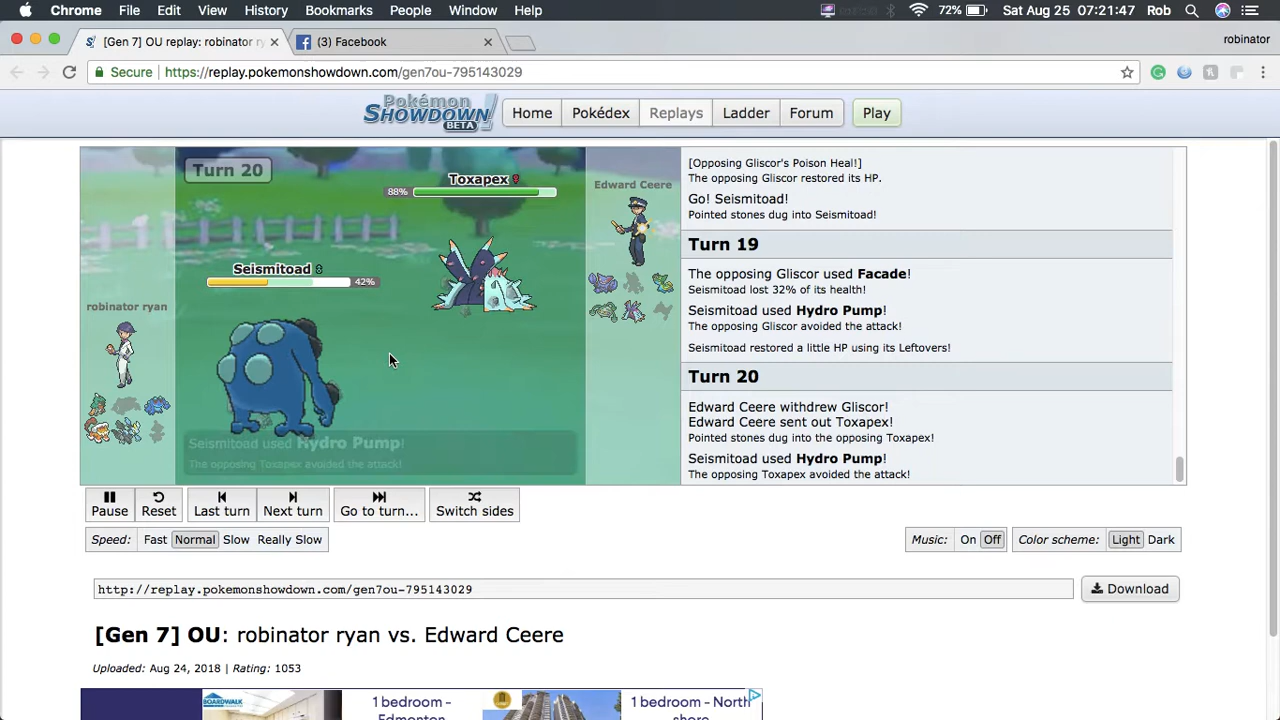 Chrome File Edit View History Bookmarks People Window Help 72% Sat Aug 25 07:21:47 Rob
[Gen 7] OU replay: robinator ry
(3) Facebook
robinator
Secure https://replay.pokemonshowdown.com/gen7ou-795143029
Pokémon
SHOWDOWN!
BETA
Home Pokédex Replays Ladder Forum Play
Turn 20
Toxapex
88%
Edward Ceere
Seismitoad
42%
robinator ryan
Seismitoad used Hydro Pump!
The opposing Toxapex avoided the attack!
[Opposing Gliscor's Poison Heal!]
The opposing Gliscor restored its HP.
Go! Seismitoad!
Pointed stones dug into Seismitoad!
Turn 19
The opposing Gliscor used Facade!
Seismitoad lost 32% of its health!
Seismitoad used Hydro Pump!
The opposing Gliscor avoided the attack!
Seismitoad restored a little HP using its Leftovers!
Turn 20
Edward Ceere withdrew Gliscor!
Edward Ceere sent out Toxapex!
Pointed stones dug into the opposing Toxapex!
Seismitoad used Hydro Pump!
The opposing Toxapex avoided the attack!
Pause Reset Last turn Next turn Go to turn... Switch sides
Speed: Fast Normal Slow Really Slow Music: On Off Color scheme: Light Dark
http://replay.pokemonshowdown.com/gen7ou-795143029
Download
[Gen 7] OU: robinator ryan vs. Edward Ceere
Uploaded: Aug 24, 2018 | Rating: 1053
BOARDWALK
1 bedroom –
Edmonton
1 bedroom – North
shore